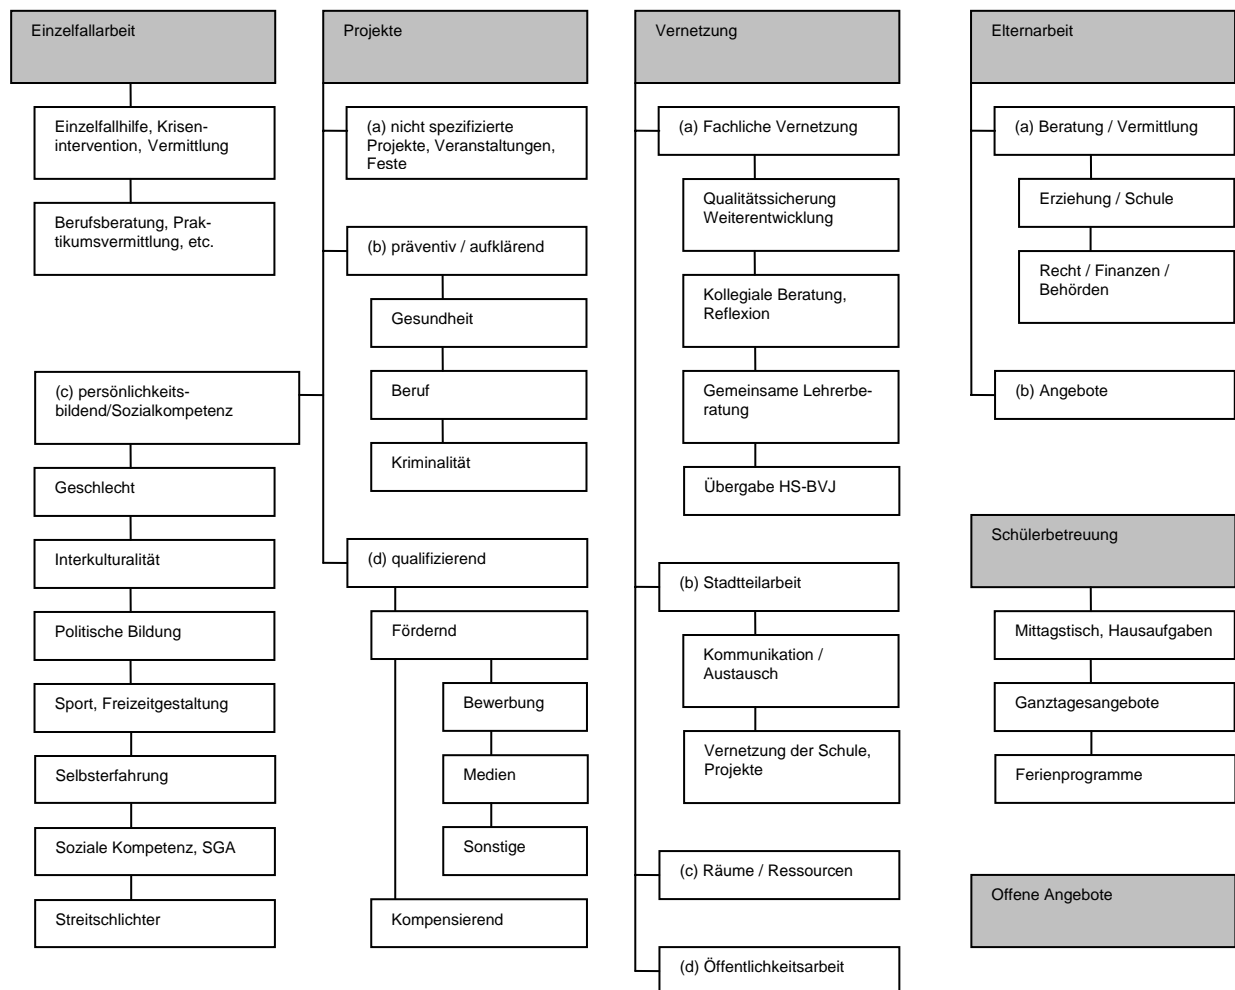 Einzelfallarbeit
Einzelfallhilfe, Krisen-
intervention, Vermittlung
Berufsberatung, Prak-
tikumsvermittlung, etc.
Projekte
(a) nicht spezifizierte
Projekte, Veranstaltungen,
Feste
(b) präventiv / aufklärend
Gesundheit
Beruf
Kriminalität
(c) persönlichkeits-
bildend/Sozialkompetenz
Geschlecht
Interkulturalität
Politische Bildung
Sport, Freizeitgestaltung
Selbsterfahrung
Soziale Kompetenz, SGA
Streitschlichter
(d) qualifizierend
Fördernd
Bewerbung
Medien
Sonstige
Kompensierend
Vernetzung
(a) Fachliche Vernetzung
Qualitätssicherung
Weiterentwicklung
Kollegiale Beratung,
Reflexion
Gemeinsame Lehrerbe-
ratung
Übergabe HS-BVJ
(b) Stadtteilarbeit
Kommunikation /
Austausch
Vernetzung der Schule,
Projekte
(c) Räume / Ressourcen
(d) Öffentlichkeitsarbeit
Elternarbeit
(a) Beratung / Vermittlung
Erziehung / Schule
Recht / Finanzen /
Behörden
(b) Angebote
Schülerbetreuung
Mittagstisch, Hausaufgaben
Ganztagesangebote
Ferienprogramme
Offene Angebote